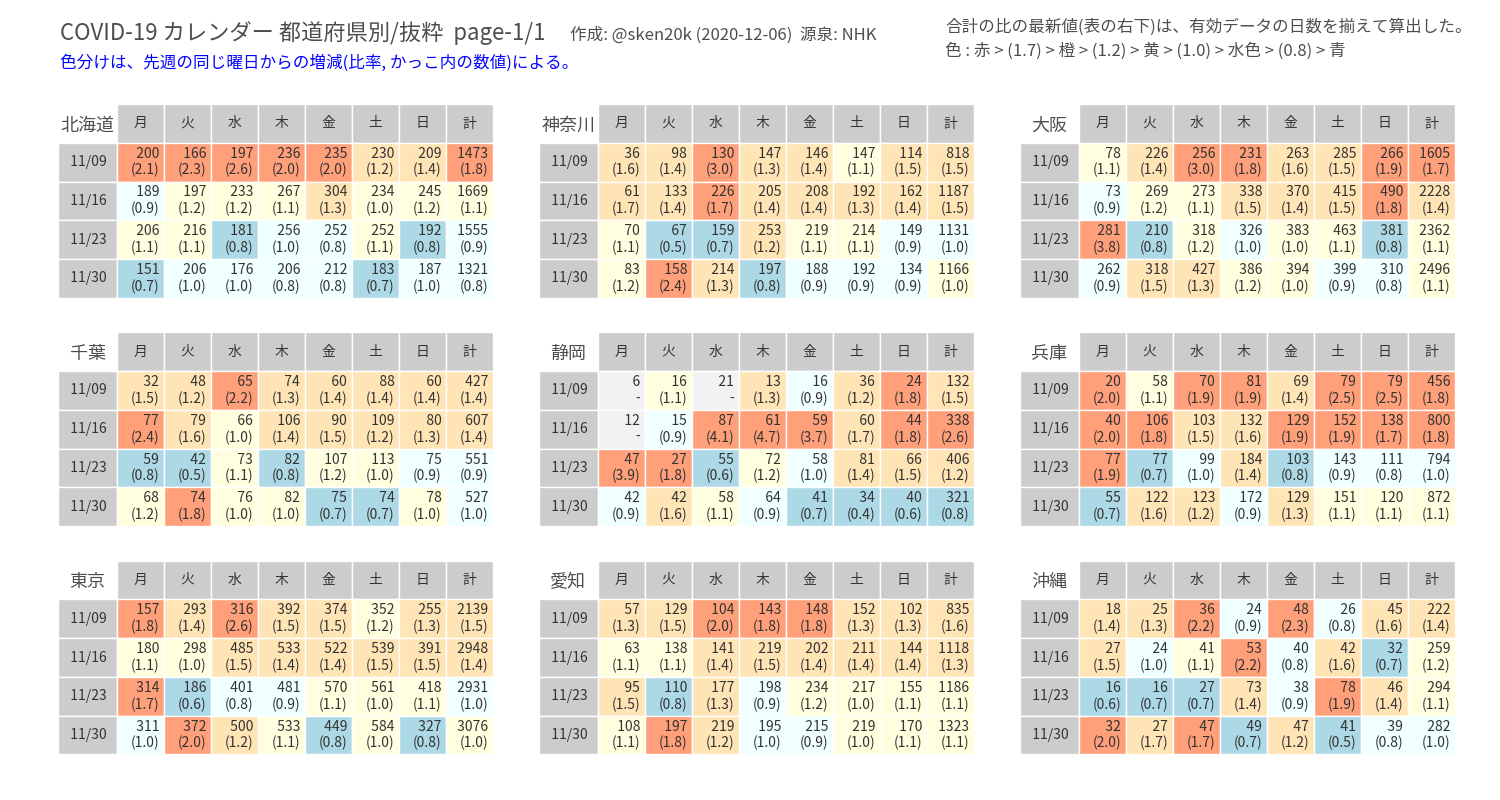 COVID-19 カレンダー 都道府県別/抜粋 page-1/1 作成: @sken20k (2020-12-06) 源泉: NHK
色分けは、先週の同じ曜日からの増減(比率, かっこ内の数値)による。
合計の比の最新値(表の右下)は、有効データの日数を揃えて算出した。
色 : 赤 > (1.7) > 橙 > (1.2) > 黄 > (1.0) > 水色 > (0.8) > 青
北海道 月 火 水 木 金 土 日 計
11/09 200 166 197 236 235 230 209 1473
(2.1) (2.3) (2.6) (2.0) (2.0) (1.2) (1.4) (1.8)
11/16 189 197 233 267 304 234 245 1669
(0.9) (1.2) (1.2) (1.1) (1.3) (1.0) (1.2) (1.1)
11/23 206 216 181 256 252 252 192 1555
(1.1) (1.1) (0.8) (1.0) (0.8) (1.1) (0.8) (0.9)
11/30 151 206 176 206 212 183 187 1321
(0.7) (1.0) (1.0) (0.8) (0.8) (0.7) (1.0) (0.8)
神奈川 月 火 水 木 金 土 日 計
11/09 36 98 130 147 146 147 114 818
(1.6) (1.4) (3.0) (1.3) (1.4) (1.1) (1.5) (1.5)
11/16 61 133 226 205 208 192 162 1187
(1.7) (1.4) (1.7) (1.4) (1.4) (1.3) (1.4) (1.5)
11/23 70 67 159 253 219 214 149 1131
(1.1) (0.5) (0.7) (1.2) (1.1) (1.1) (0.9) (1.0)
11/30 83 158 214 197 188 192 134 1166
(1.2) (2.4) (1.3) (0.8) (0.9) (0.9) (0.9) (1.0)
大阪 月 火 水 木 金 土 日 計
11/09 78 226 256 231 263 285 266 1605
(1.1) (1.4) (3.0) (1.8) (1.6) (1.5) (1.9) (1.7)
11/16 73 269 273 338 370 415 490 2228
(0.9) (1.2) (1.1) (1.5) (1.4) (1.5) (1.8) (1.4)
11/23 281 210 318 326 383 463 381 2362
(3.8) (0.8) (1.2) (1.0) (1.0) (1.1) (0.8) (1.1)
11/30 262 318 427 386 394 399 310 2496
(0.9) (1.5) (1.3) (1.2) (1.0) (0.9) (0.8) (1.1)
千葉 月 火 水 木 金 土 日 計
11/09 32 48 65 74 60 88 60 427
(1.5) (1.2) (2.2) (1.3) (1.4) (1.4) (1.4) (1.4)
11/16 77 79 66 106 90 109 80 607
(2.4) (1.6) (1.0) (1.4) (1.5) (1.2) (1.3) (1.4)
11/23 59 42 73 82 107 113 75 551
(0.8) (0.5) (1.1) (0.8) (1.2) (1.0) (0.9) (0.9)
11/30 68 74 76 82 75 74 78 527
(1.2) (1.8) (1.0) (1.0) (0.7) (0.7) (1.0) (1.0)
静岡 月 火 水 木 金 土 日 計
11/09 6 16 21 13 16 36 24 132
- (1.1) - (1.3) (0.9) (1.2) (1.8) (1.5)
11/16 12 15 87 61 59 60 44 338
- (0.9) (4.1) (4.7) (3.7) (1.7) (1.8) (2.6)
11/23 47 27 55 72 58 81 66 406
(3.9) (1.8) (0.6) (1.2) (1.0) (1.4) (1.5) (1.2)
11/30 42 42 58 64 41 34 40 321
(0.9) (1.6) (1.1) (0.9) (0.7) (0.4) (0.6) (0.8)
兵庫 月 火 水 木 金 土 日 計
11/09 20 58 70 81 69 79 79 456
(2.0) (1.1) (1.9) (1.9) (1.4) (2.5) (2.5) (1.8)
11/16 40 106 103 132 129 152 138 800
(2.0) (1.8) (1.5) (1.6) (1.9) (1.9) (1.7) (1.8)
11/23 77 77 99 184 103 143 111 794
(1.9) (0.7) (1.0) (1.4) (0.8) (0.9) (0.8) (1.0)
11/30 55 122 123 172 129 151 120 872
(0.7) (1.6) (1.2) (0.9) (1.3) (1.1) (1.1) (1.1)
東京 月 火 水 木 金 土 日 計
11/09 157 293 316 392 374 352 255 2139
(1.8) (1.4) (2.6) (1.5) (1.5) (1.2) (1.3) (1.5)
11/16 180 298 485 533 522 539 391 2948
(1.1) (1.0) (1.5) (1.4) (1.4) (1.5) (1.5) (1.4)
11/23 314 186 401 481 570 561 418 2931
(1.7) (0.6) (0.8) (0.9) (1.1) (1.0) (1.1) (1.0)
11/30 311 372 500 533 449 584 327 3076
(1.0) (2.0) (1.2) (1.1) (0.8) (1.0) (0.8) (1.0)
愛知 月 火 水 木 金 土 日 計
11/09 57 129 104 143 148 152 102 835
(1.3) (1.5) (2.0) (1.8) (1.8) (1.3) (1.3) (1.6)
11/16 63 138 141 219 202 211 144 1118
(1.1) (1.1) (1.4) (1.5) (1.4) (1.4) (1.4) (1.3)
11/23 95 110 177 198 234 217 155 1186
(1.5) (0.8) (1.3) (0.9) (1.2) (1.0) (1.1) (1.1)
11/30 108 197 219 195 215 219 170 1323
(1.1) (1.8) (1.2) (1.0) (0.9) (1.0) (1.1) (1.1)
沖縄 月 火 水 木 金 土 日 計
11/09 18 25 36 24 48 26 45 222
(1.4) (1.3) (2.2) (0.9) (2.3) (0.8) (1.6) (1.4)
11/16 27 24 41 53 40 42 32 259
(1.5) (1.0) (1.1) (2.2) (0.8) (1.6) (0.7) (1.2)
11/23 16 16 27 73 38 78 46 294
(0.6) (0.7) (0.7) (1.4) (0.9) (1.9) (1.4) (1.1)
11/30 32 27 47 49 47 41 39 282
(2.0) (1.7) (1.7) (0.7) (1.2) (0.5) (0.8) (1.0)